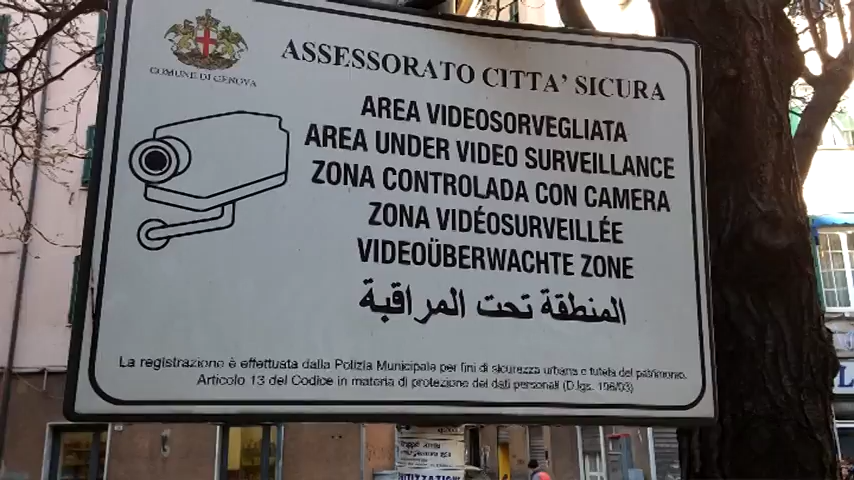 COMUNE DI GENOVA
ASSESSORATO CITTA' SICURA
AREA VIDEOSORVEGLIATA
AREA UNDER VIDEO SURVEILLANCE
ZONA CONTROLADA CON CAMERA
ZONA VIDÉOSURVEILLÉE
VIDEOÜBERWACHTE ZONE
المنطقة تحت المراقبة
La registrazione è effettuata dalla Polizia Municipale per fini di sicurezza urbana e tutela del patrimonio.
Articolo 13 del Codice in materia di protezione dei dati personali (D.lgs. 196/03)